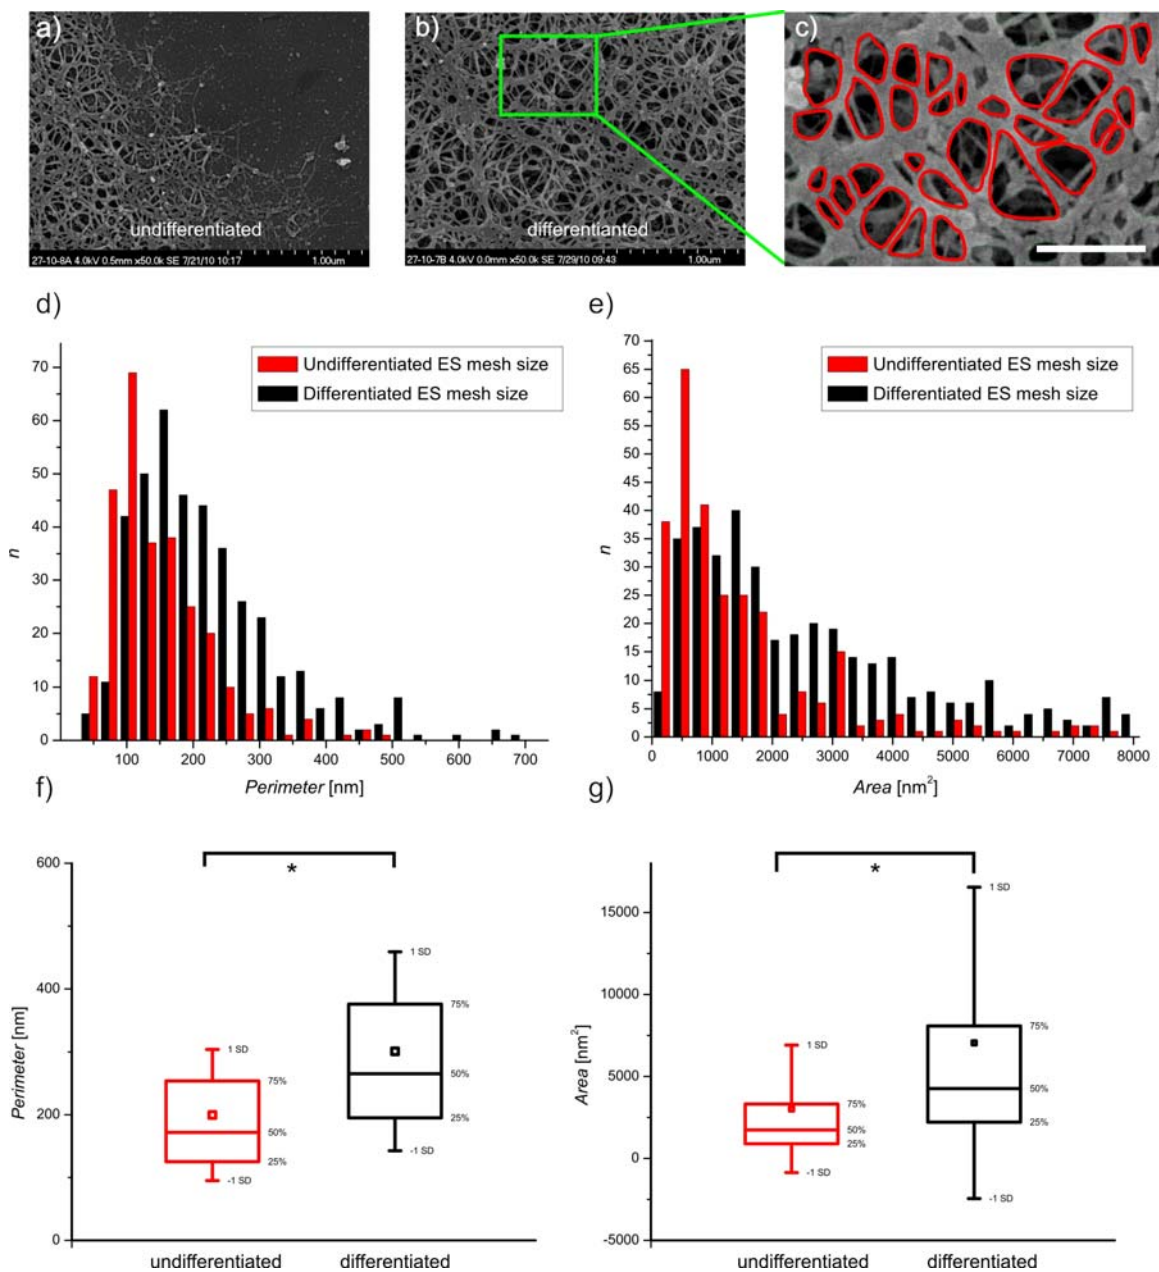 a)
undifferentiated
27-10-8A 4.0kV 0.5mm x50.0k SE 7/21/10 10:17 1.00um
b)
differentianted
27-10-7B 4.0kV 0.0mm x50.0k SE 7/29/10 09:43 1.00um
c)
d)
70
60
50
40
30
20
10
0
n
Undifferentiated ES mesh size
Differentiated ES mesh size
100 200 300 400 500 600 700
Perimeter [nm]
e)
70
65
60
55
50
45
40
35
30
25
20
15
10
5
0
n
Undifferentiated ES mesh size
Differentiated ES mesh size
0 1000 2000 3000 4000 5000 6000 7000 8000
Area [nm²]
f)
600
400
200
0
Perimeter [nm]
*
1 SD
75%
50%
25%
-1 SD
1 SD
75%
50%
25%
-1 SD
undifferentiated differentiated
g)
15000
10000
5000
0
-5000
Area [nm²]
*
1 SD
75%
50%
25%
-1 SD
1 SD
75%
50%
25%
-1 SD
undifferentiated differentiated